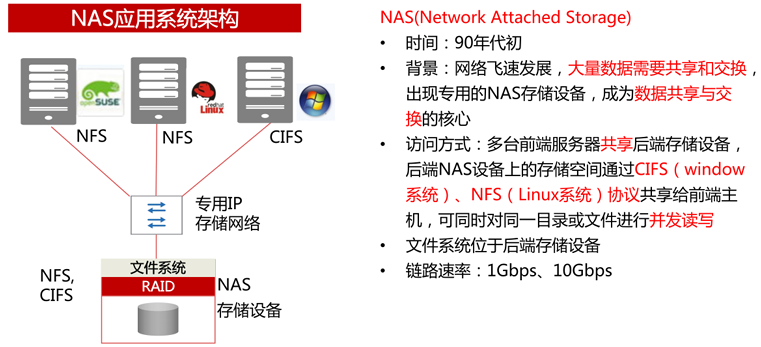 NAS应用系统架构
openSUSE
redhat
Linux
NFS
NFS
CIFS
专用IP
存储网络
文件系统
RAID
NFS,
CIFS
NAS
存储设备
NAS(Network Attached Storage)
• 时间：90年代初
• 背景：网络飞速发展，大量数据需要共享和交换，
出现专用的NAS存储设备，成为数据共享与交
换的核心
• 访问方式：多台前端服务器共享后端存储设备，
后端NAS设备上的存储空间通过CIFS（window
系统）、NFS（Linux系统）协议共享给前端主
机，可同时对同一目录或文件进行并发读写
• 文件系统位于后端存储设备
• 链路速率：1Gbps、10Gbps